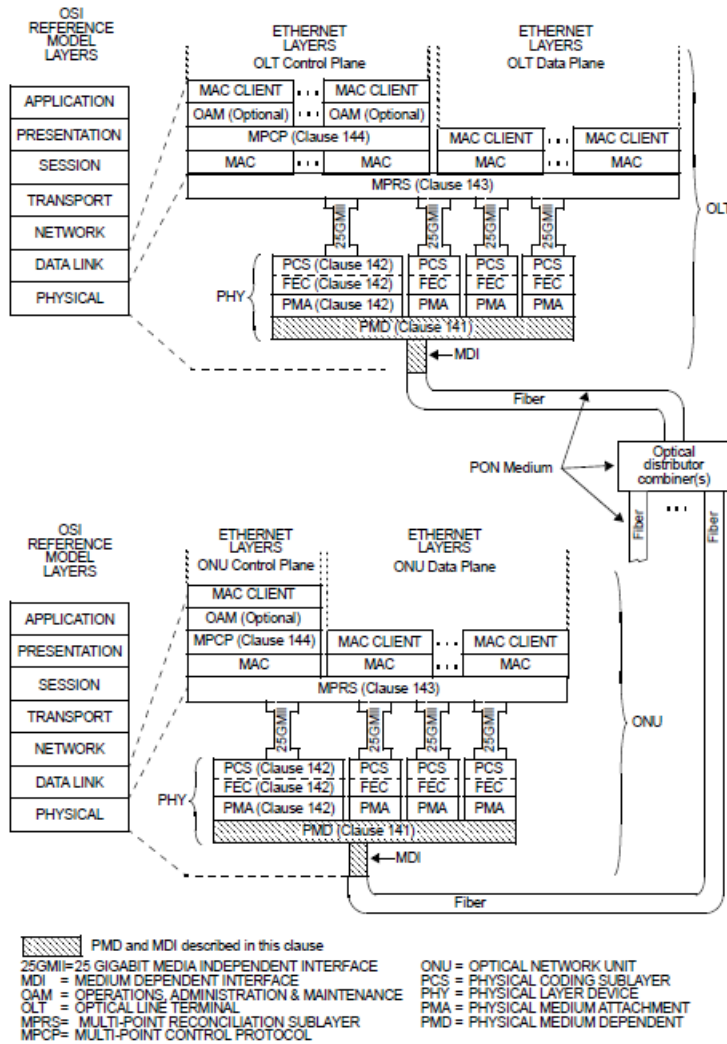 OSI
REFERENCE
MODEL
LAYERS
APPLICATION
PRESENTATION
SESSION
TRANSPORT
NETWORK
DATA LINK
PHYSICAL
ETHERNET
LAYERS
OLT Control Plane
ETHERNET
LAYERS
OLT Data Plane
MAC CLIENT ... MAC CLIENT
OAM (Optional) ... OAM (Optional)
MPCP (Clause 144)
MAC ... MAC
MAC CLIENT ... MAC CLIENT
MAC ... MAC
MPRS (Clause 143)
25GMII 25GMII 25GMII 25GMII
OLT
PHY
PCS (Clause 142) PCS PCS PCS
FEC (Clause 142) FEC FEC FEC
PMA (Clause 142) PMA PMA PMA
PMD (Clause 141)
MDI
Fiber
PON Medium
Optical
distributor
combiner(s)
Fiber
...
Fiber
OSI
REFERENCE
MODEL
LAYERS
APPLICATION
PRESENTATION
SESSION
TRANSPORT
NETWORK
DATA LINK
PHYSICAL
ETHERNET
LAYERS
ONU Control Plane
ETHERNET
LAYERS
ONU Data Plane
MAC CLIENT
OAM (Optional)
MPCP (Clause 144)
MAC
MAC CLIENT ... MAC CLIENT
MAC ... MAC
MPRS (Clause 143)
25GMII 25GMII 25GMII 25GMII
ONU
PHY
PCS (Clause 142) PCS PCS PCS
FEC (Clause 142) FEC FEC FEC
PMA (Clause 142) PMA PMA PMA
PMD (Clause 141)
MDI
Fiber
PMD and MDI described in this clause
25GMII=25 GIGABIT MEDIA INDEPENDENT INTERFACE
MDI = MEDIUM DEPENDENT INTERFACE
OAM = OPERATIONS, ADMINISTRATION & MAINTENANCE
OLT = OPTICAL LINE TERMINAL
MPRS= MULTI-POINT RECONCILIATION SUBLAYER
MPCP= MULTI-POINT CONTROL PROTOCOL
ONU = OPTICAL NETWORK UNIT
PCS = PHYSICAL CODING SUBLAYER
PHY = PHYSICAL LAYER DEVICE
PMA = PHYSICAL MEDIUM ATTACHMENT
PMD = PHYSICAL MEDIUM DEPENDENT